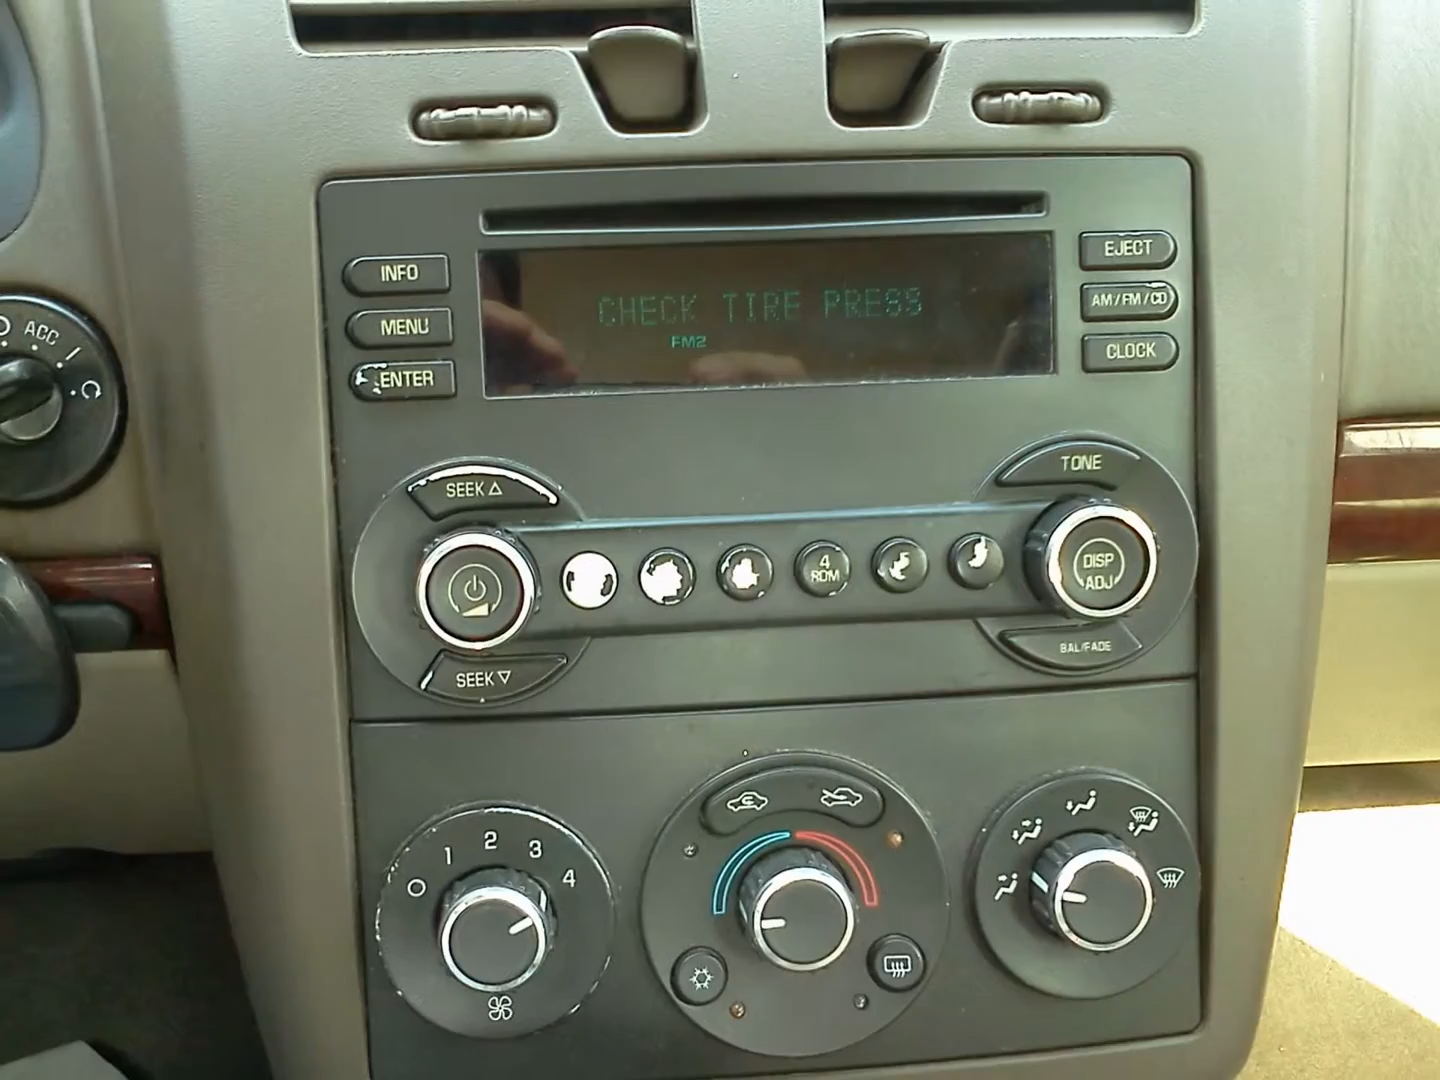 ACC
INFO
MENU
ENTER
CHECK TIRE PRESS
FM2
EJECT
AM/FM/CD
CLOCK
SEEK △
TONE
4
RDM
DISP
ADJ
SEEK ▽
BAL/FADE
1
2
3
4